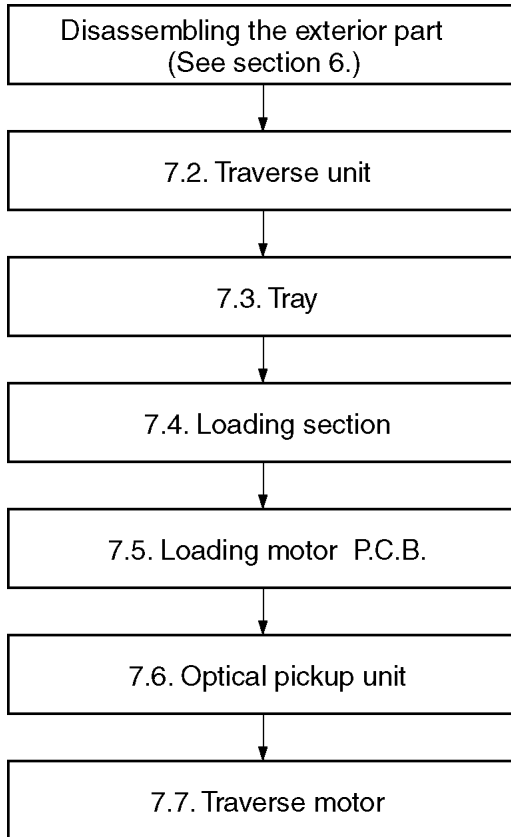 Disassembling the exterior part
(See section 6.)
7.2. Traverse unit
7.3. Tray
7.4. Loading section
7.5. Loading motor P.C.B.
7.6. Optical pickup unit
7.7. Traverse motor